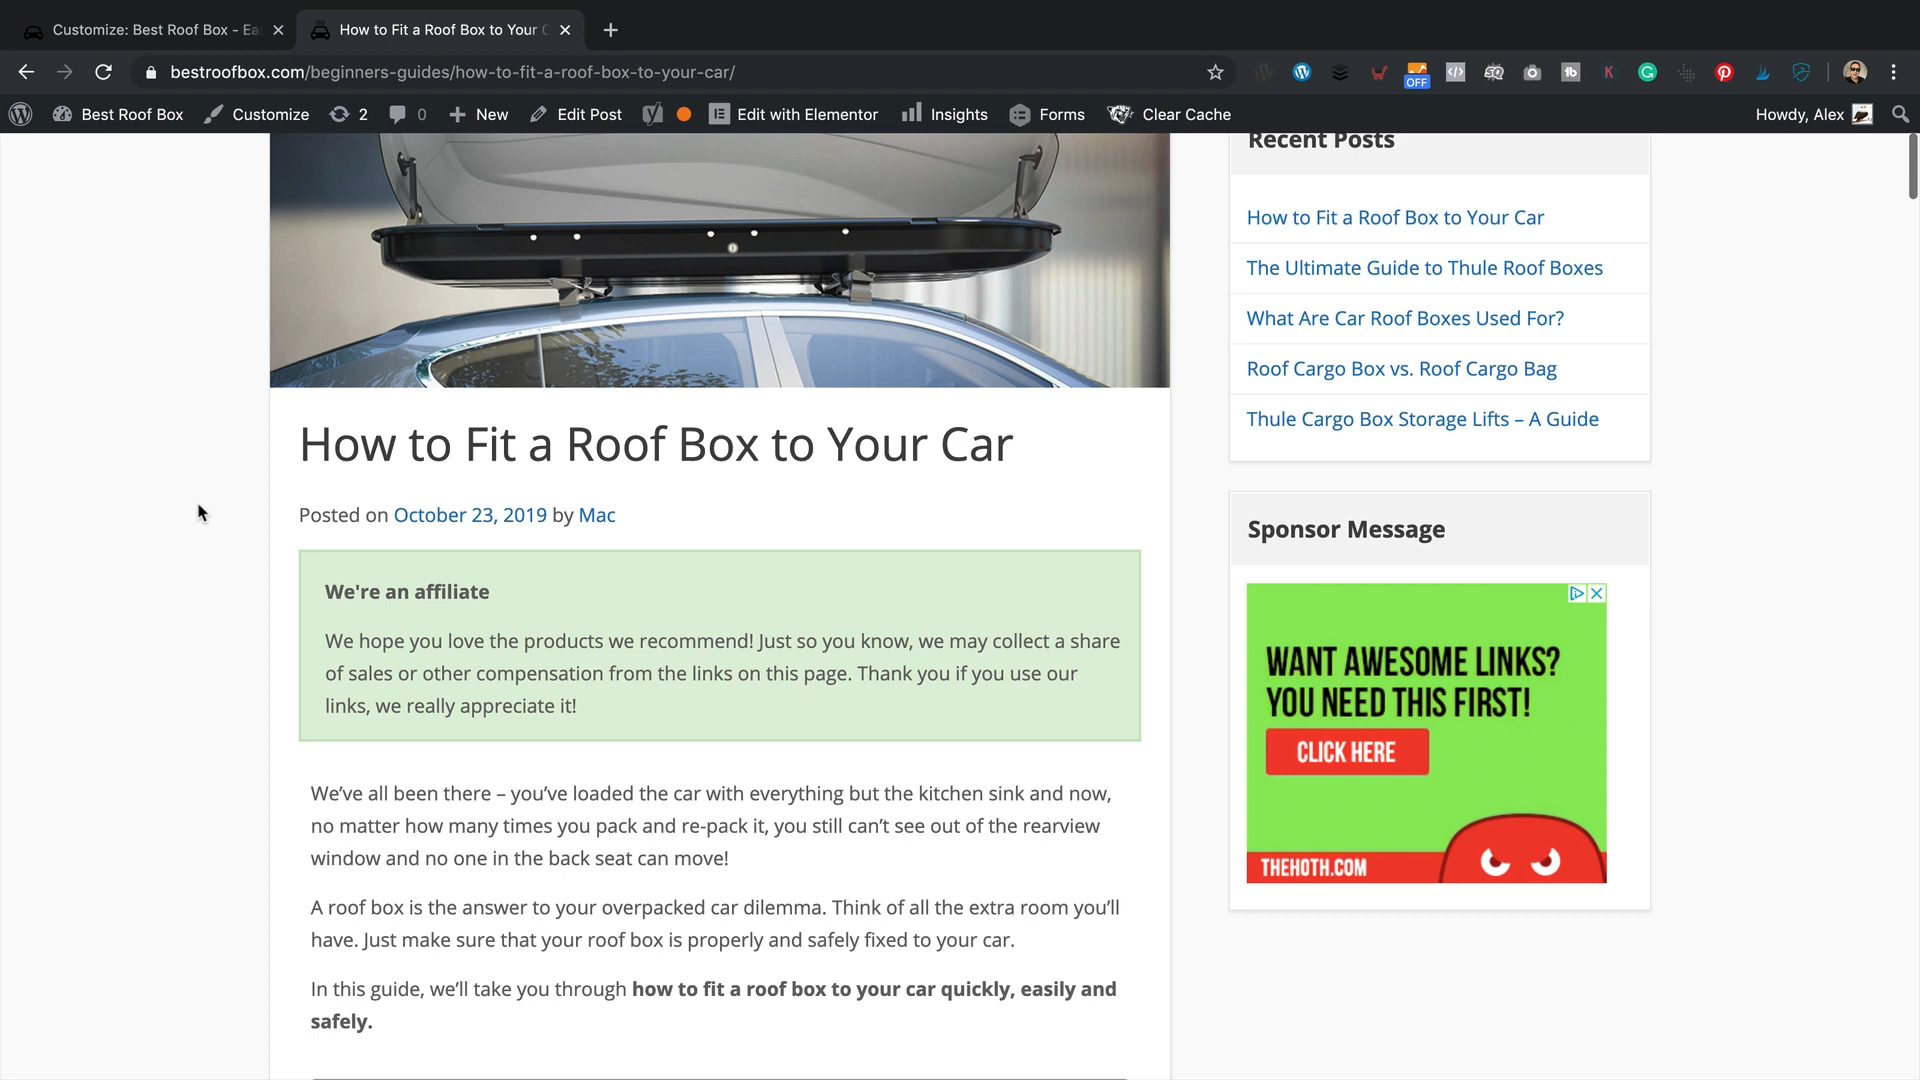 Customize: Best Roof Box - Ea
How to Fit a Roof Box to Your C
bestroofbox.com/beginners-guides/how-to-fit-a-roof-box-to-your-car/
OFF
Best Roof Box
Customize
2
0
New
Edit Post
Edit with Elementor
Insights
Forms
Clear Cache
Howdy, Alex
Recent Posts
How to Fit a Roof Box to Your Car
The Ultimate Guide to Thule Roof Boxes
What Are Car Roof Boxes Used For?
Roof Cargo Box vs. Roof Cargo Bag
Thule Cargo Box Storage Lifts – A Guide
How to Fit a Roof Box to Your Car
Posted on October 23, 2019 by Mac
We're an affiliate
We hope you love the products we recommend! Just so you know, we may collect a share
of sales or other compensation from the links on this page. Thank you if you use our
links, we really appreciate it!
We’ve all been there – you’ve loaded the car with everything but the kitchen sink and now,
no matter how many times you pack and re-pack it, you still can’t see out of the rearview
window and no one in the back seat can move!
A roof box is the answer to your overpacked car dilemma. Think of all the extra room you’ll
have. Just make sure that your roof box is properly and safely fixed to your car.
In this guide, we’ll take you through how to fit a roof box to your car quickly, easily and
safely.
Sponsor Message
WANT AWESOME LINKS?
YOU NEED THIS FIRST!
CLICK HERE
THEHOTH.COM